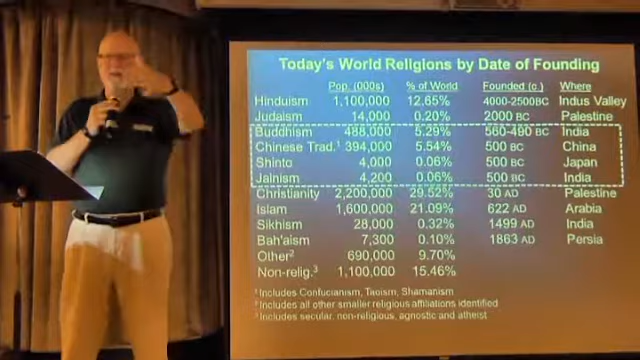 Today's World Religions by Date of Founding
Pop. (000s) % of World Founded (c.) Where
Hinduism 1,100,000 12.65% 4000-2500BC Indus Valley
Judaism 14,000 0.20% 2000 BC Palestine
Buddhism 488,000 5.29% 560-490 BC India
Chinese Trad.¹ 394,000 5.54% 500 BC China
Shinto 4,000 0.06% 500 BC Japan
Jainism 4,200 0.06% 500 BC India
Christianity 2,200,000 29.52% 30 AD Palestine
Islam 1,600,000 21.09% 622 AD Arabia
Sikhism 28,000 0.32% 1499 AD India
Bah'aism 7,300 0.10% 1863 AD Persia
Other² 690,000 9.70%
Non-relig.³ 1,100,000 15.46%
¹ Includes Confucianism, Taoism, Shamanism
² Includes all other smaller religious affiliations identified
³ Includes secular, non-religious, agnostic and atheist